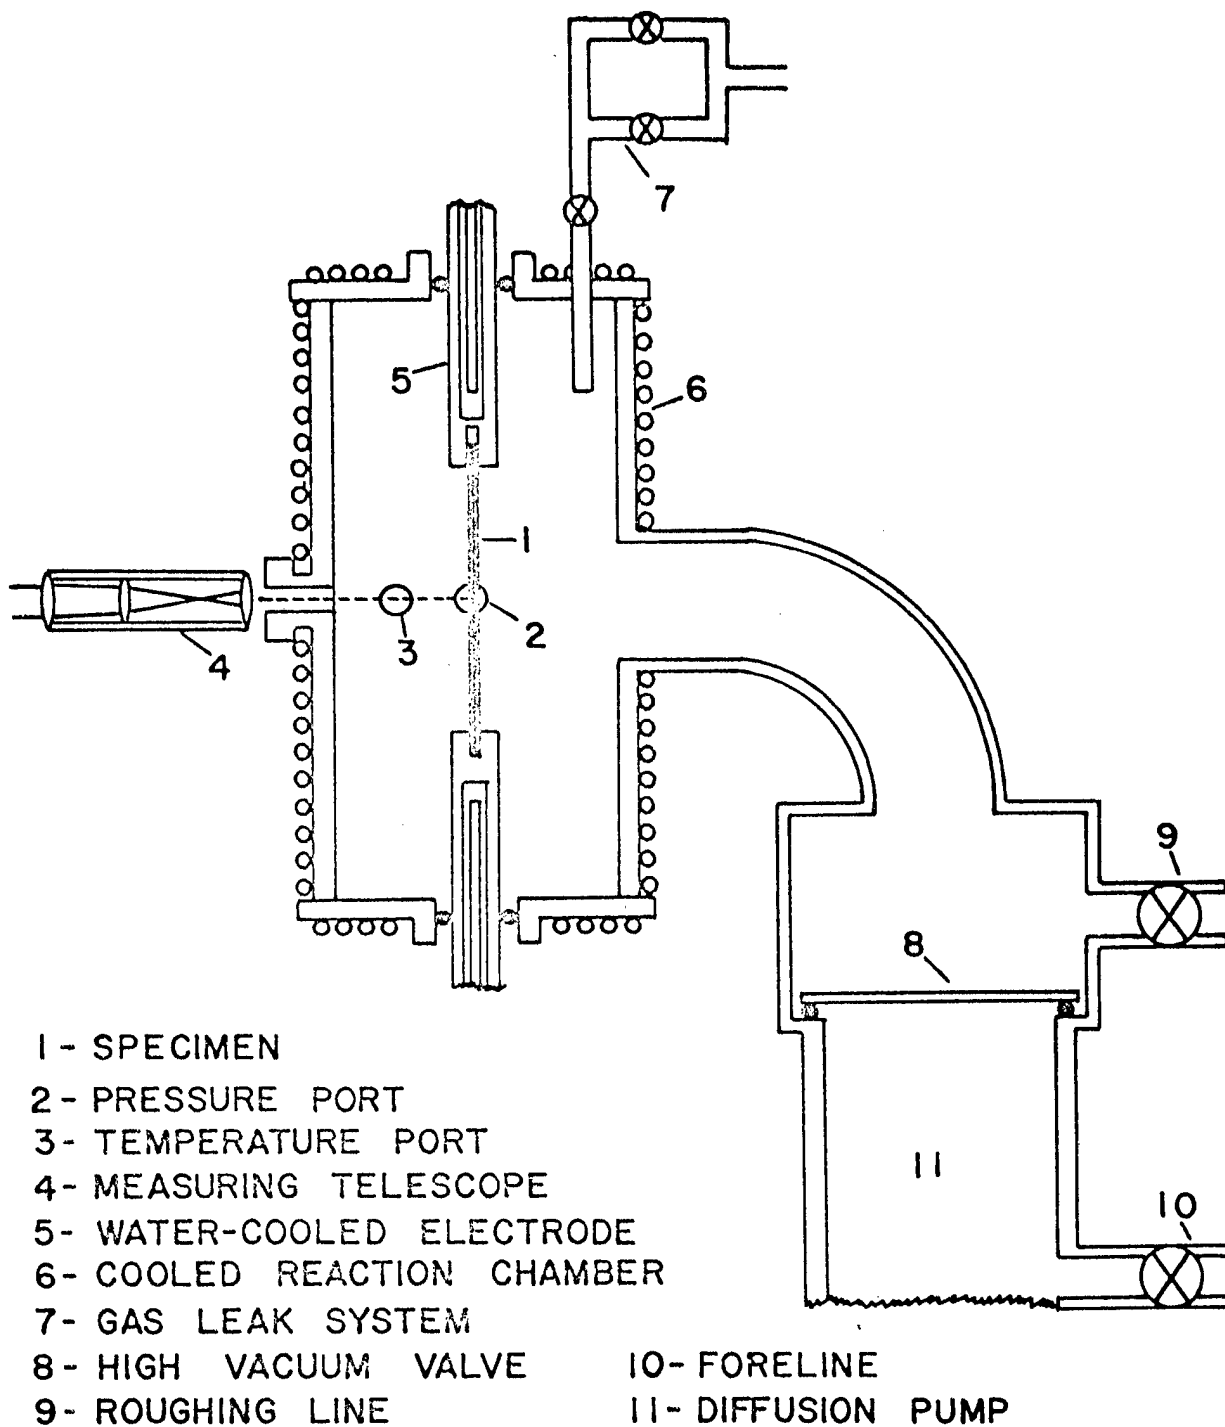 7
5
6
1
2
3
4
9
8
11
10
1 - SPECIMEN
2 - PRESSURE PORT
3 - TEMPERATURE PORT
4 - MEASURING TELESCOPE
5 - WATER-COOLED ELECTRODE
6 - COOLED REACTION CHAMBER
7 - GAS LEAK SYSTEM
8 - HIGH VACUUM VALVE 10 - FORELINE
9 - ROUGHING LINE 11 - DIFFUSION PUMP